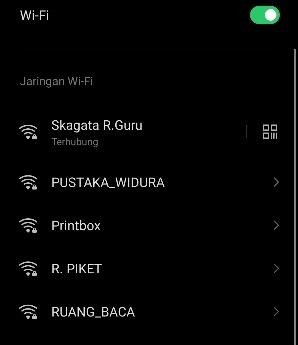 Wi-Fi
Jaringan Wi-Fi
Skagata R.Guru
Terhubung
PUSTAKA_WIDURA
Printbox
R. PIKET
RUANG_BACA